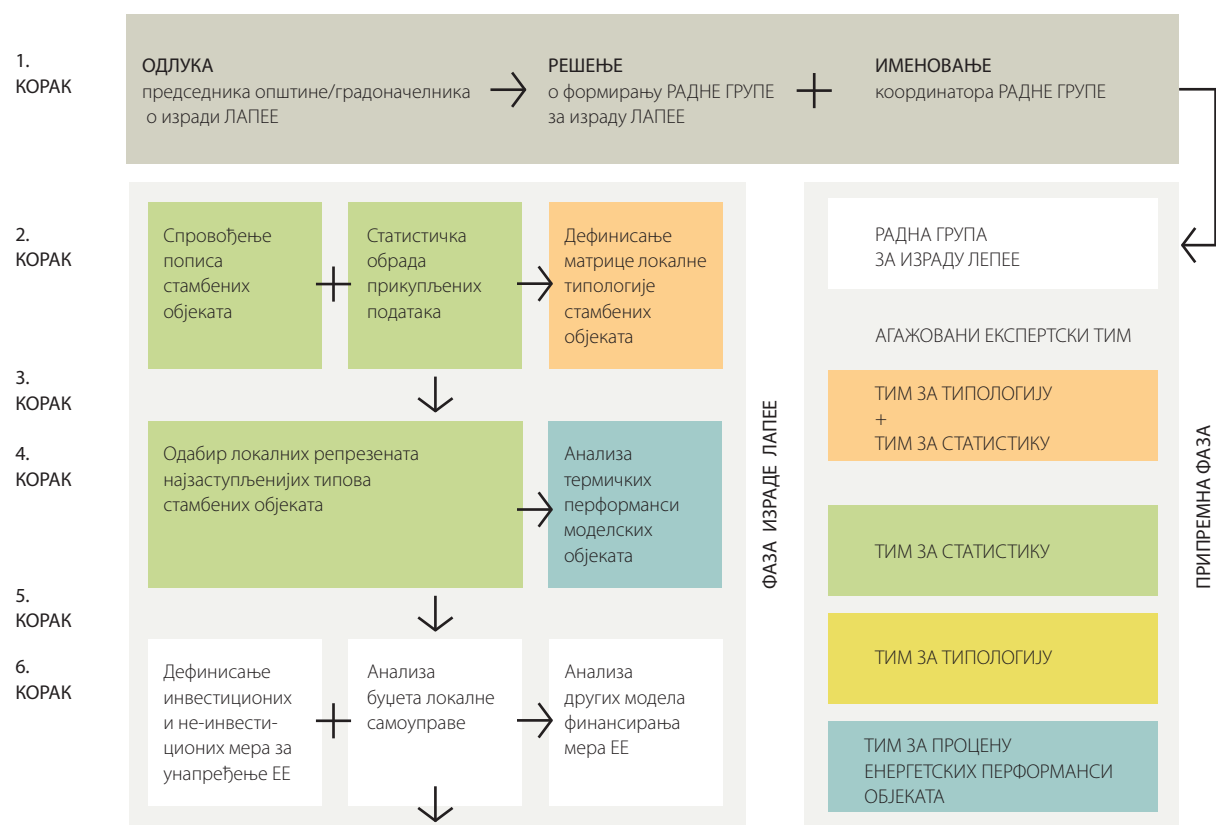 1.
КОРАК
ОДЛУКА
председника општине/градоначелника
о изради ЛАПЕЕ
РЕШЕЊЕ
о формирању РАДНЕ ГРУПЕ
за израду ЛАПЕЕ
ИМЕНОВАЊЕ
координатора РАДНЕ ГРУПЕ
2.
КОРАК
Спровођење
пописа
стамбених
објеката
Статистичка
обрада
прикупљених
података
Дефинисање
матрице локалне
типологије
стамбених
објеката
3.
КОРАК
4.
КОРАК
Одабир локалних репрезената
најзаступљенијих типова
стамбених објеката
Анализа
термичких
перформанси
моделских
објеката
5.
КОРАК
6.
КОРАК
Дефинисање
инвестиционих
и не-инвести-
ционих мера за
унапређење ЕЕ
Анализа
буџета локалне
самоуправе
Анализа
других модела
финансирања
мера ЕЕ
ФАЗА ИЗРАДЕ ЛАПЕЕ
РАДНА ГРУПА
ЗА ИЗРАДУ ЛЕПЕЕ
АГАЖОВАНИ ЕКСПЕРТСКИ ТИМ
ТИМ ЗА ТИПОЛОГИЈУ
+
ТИМ ЗА СТАТИСТИКУ
ТИМ ЗА СТАТИСТИКУ
ТИМ ЗА ТИПОЛОГИЈУ
ТИМ ЗА ПРОЦЕНУ
ЕНЕРГЕТСКИХ ПЕРФОРМАНСИ
ОБЈЕКАТА
ПРИПРЕМНА ФАЗА